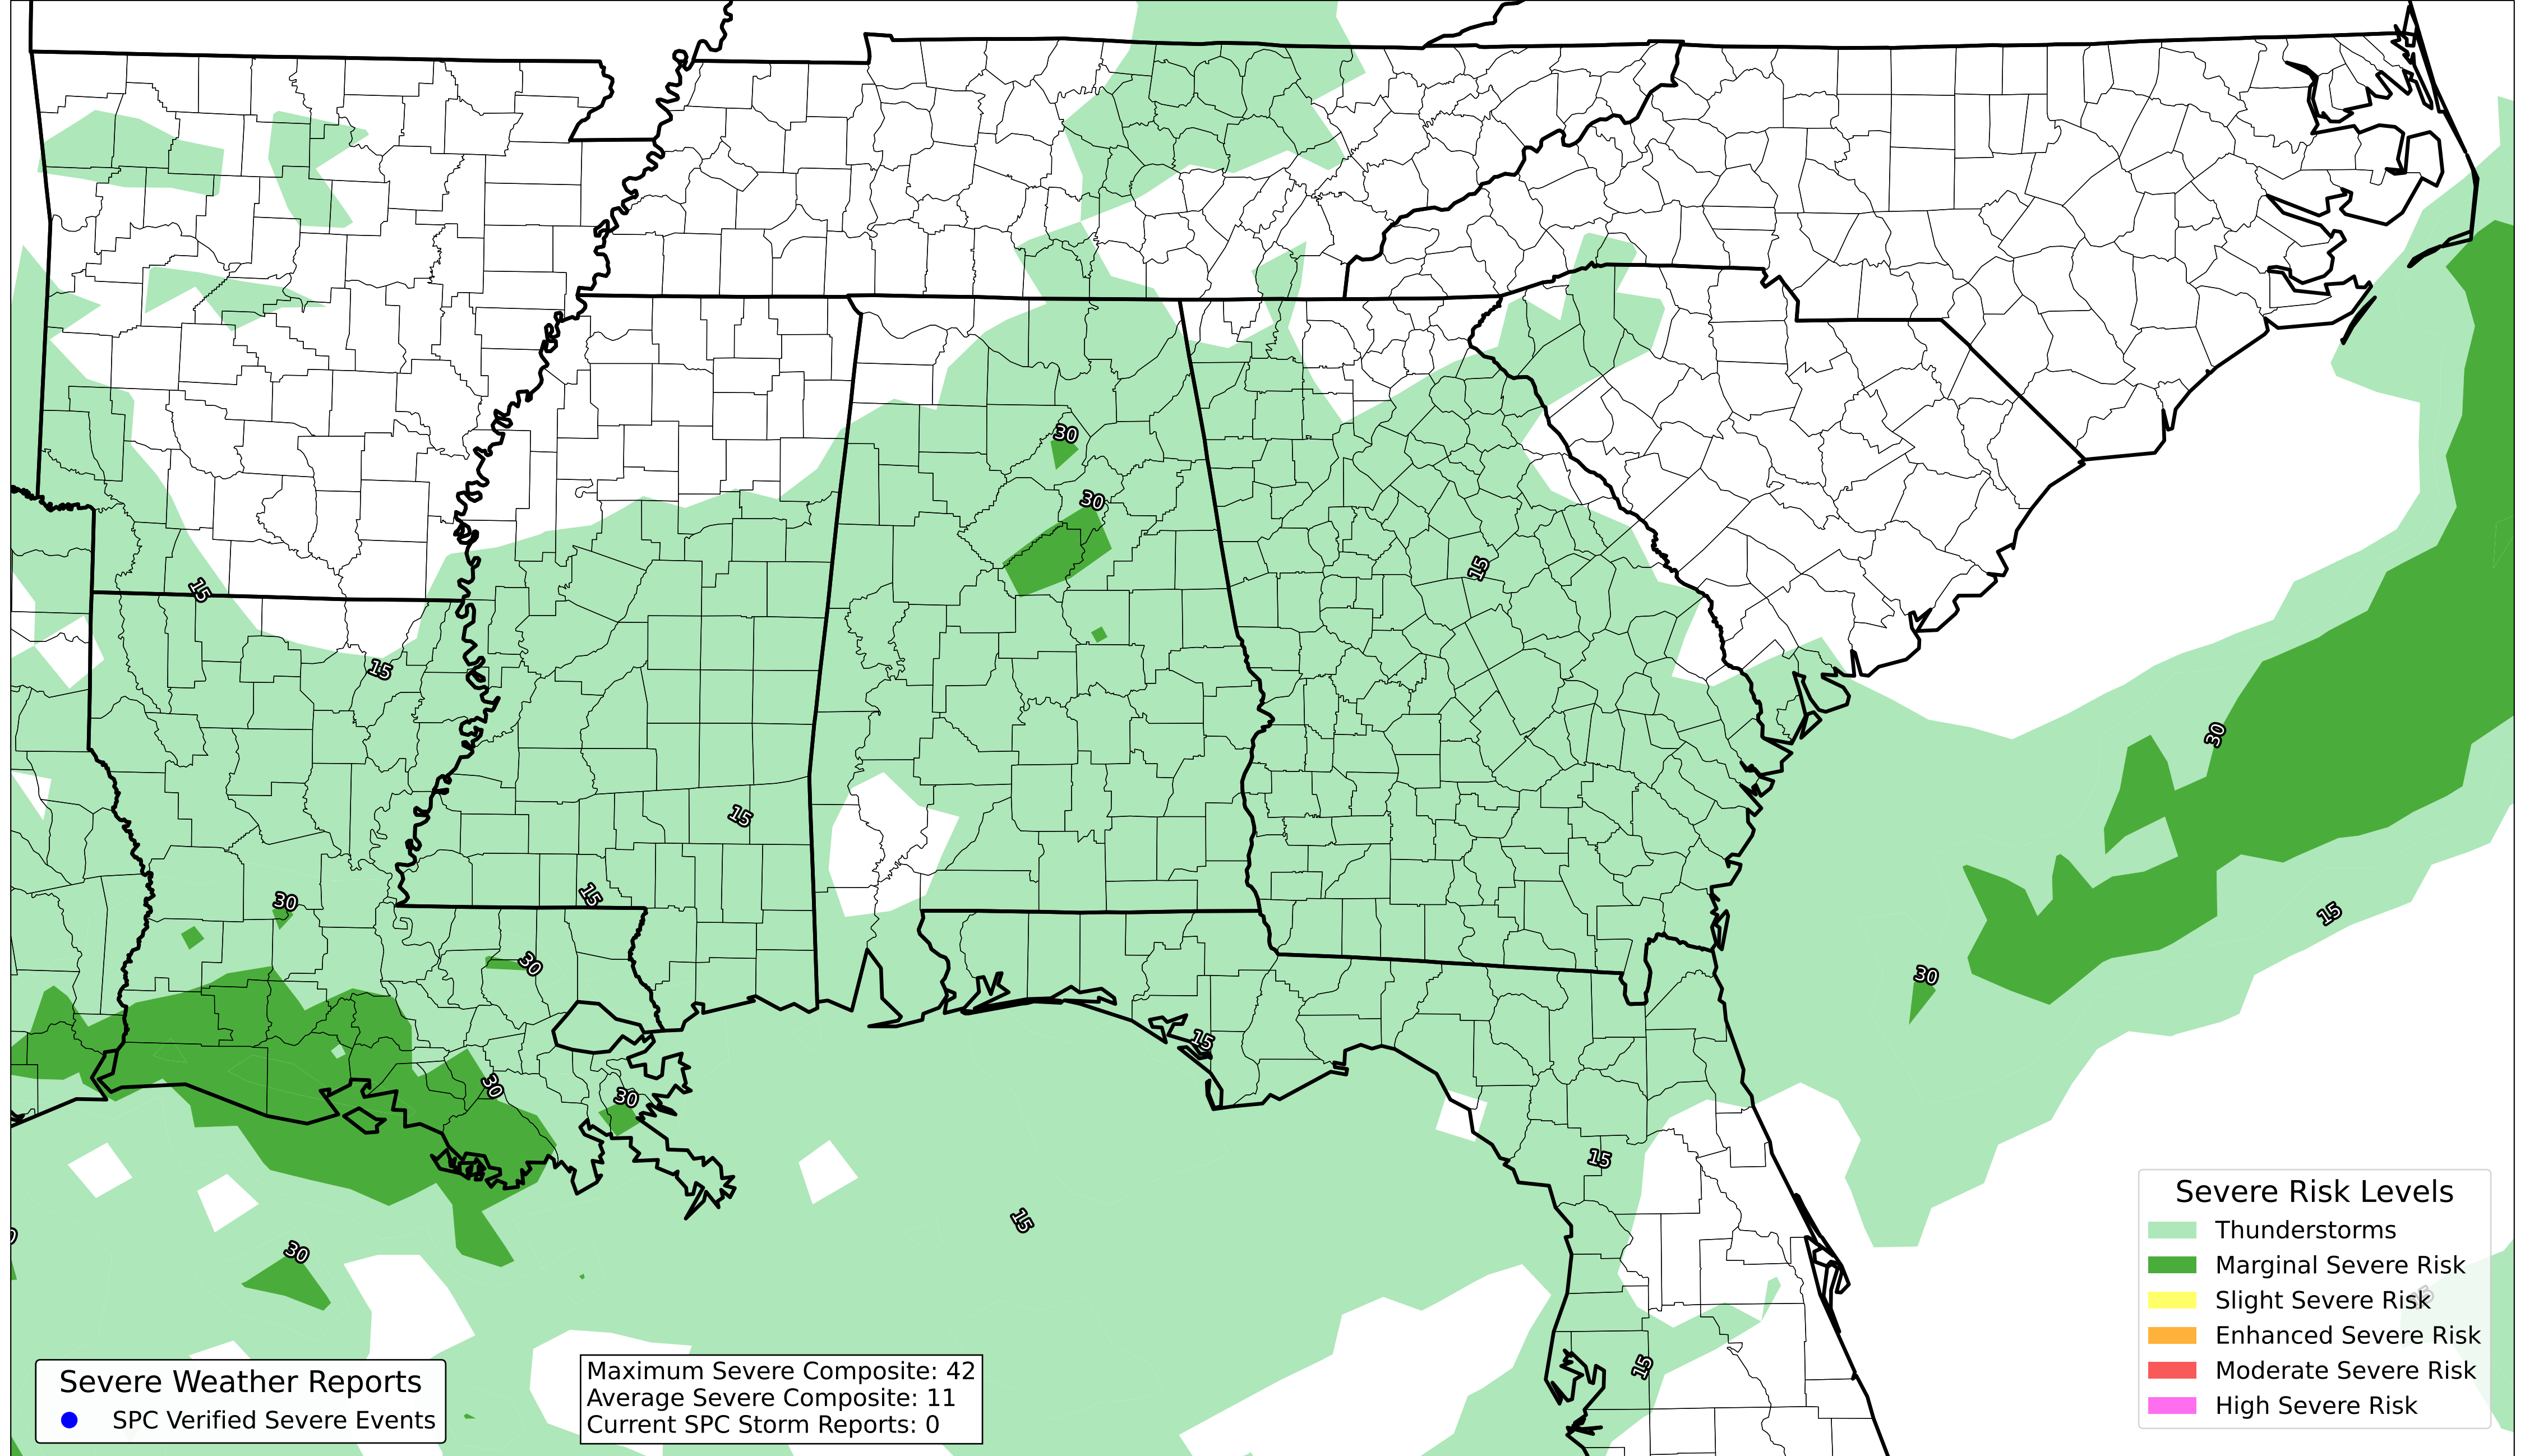 30
30
15
15
15
30
15
30
15
15
30
30
15
30
30
15
30
15
30
15
Severe Risk Levels
Thunderstorms
Marginal Severe Risk
Slight Severe Risk
Enhanced Severe Risk
Moderate Severe Risk
High Severe Risk
Severe Weather Reports
SPC Verified Severe Events
Maximum Severe Composite: 42
Average Severe Composite: 11
Current SPC Storm Reports: 0